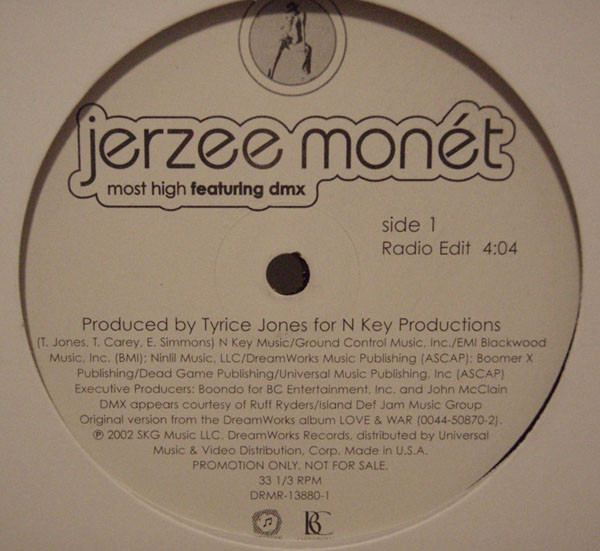 jerzee monét
most high featuring dmx
side 1
Radio Edit 4:04
Produced by Tyrice Jones for N Key Productions
(T. Jones, T. Carey, E. Simmons) N Key Music/Ground Control Music, Inc./EMI Blackwood
Music, Inc. (BMI); Ninlil Music, LLC/DreamWorks Music Publishing (ASCAP): Boomer X
Publishing/Dead Game Publishing/Universal Music Publishing, Inc (ASCAP)
Executive Producers: Boondo for BC Entertainment, Inc. and John McClain
DMX appears courtesy of Ruff Ryders/Island Def Jam Music Group
Original version from the DreamWorks album LOVE & WAR (0044-50870-2).
℗ 2002 SKG Music LLC. DreamWorks Records, distributed by Universal
Music & Video Distribution, Corp. Made in U.S.A.
PROMOTION ONLY. NOT FOR SALE.
33 1/3 RPM
DRMR-13880-1
BC